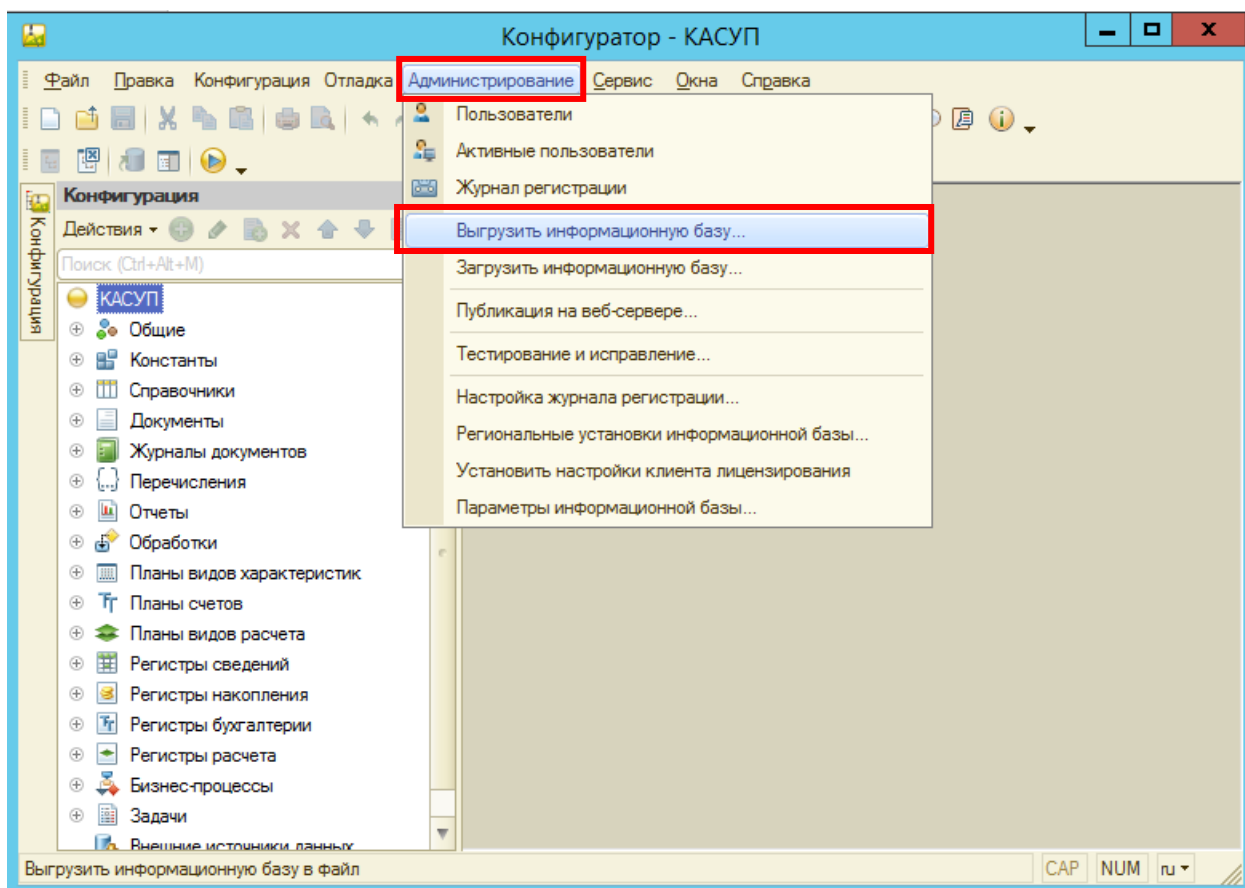 Конфигуратор - КАСУП
Файл Правка Конфигурация Отладка Администрирование Сервис Окна Справка
Пользователи
Активные пользователи
Журнал регистрации
Выгрузить информационную базу...
Загрузить информационную базу...
Публикация на веб-сервере...
Тестирование и исправление...
Настройка журнала регистрации...
Региональные установки информационной базы...
Установить настройки клиента лицензирования
Параметры информационной базы...
Конфигурация
Конфигурация
Действия
Поиск (Ctrl+Alt+M)
КАСУП
Общие
Константы
Справочники
Документы
Журналы документов
Перечисления
Отчеты
Обработки
Планы видов характеристик
Планы счетов
Планы видов расчета
Регистры сведений
Регистры накопления
Регистры бухгалтерии
Регистры расчета
Бизнес-процессы
Задачи
Внешние источники данных
Выгрузить информационную базу в файл
CAP NUM ru